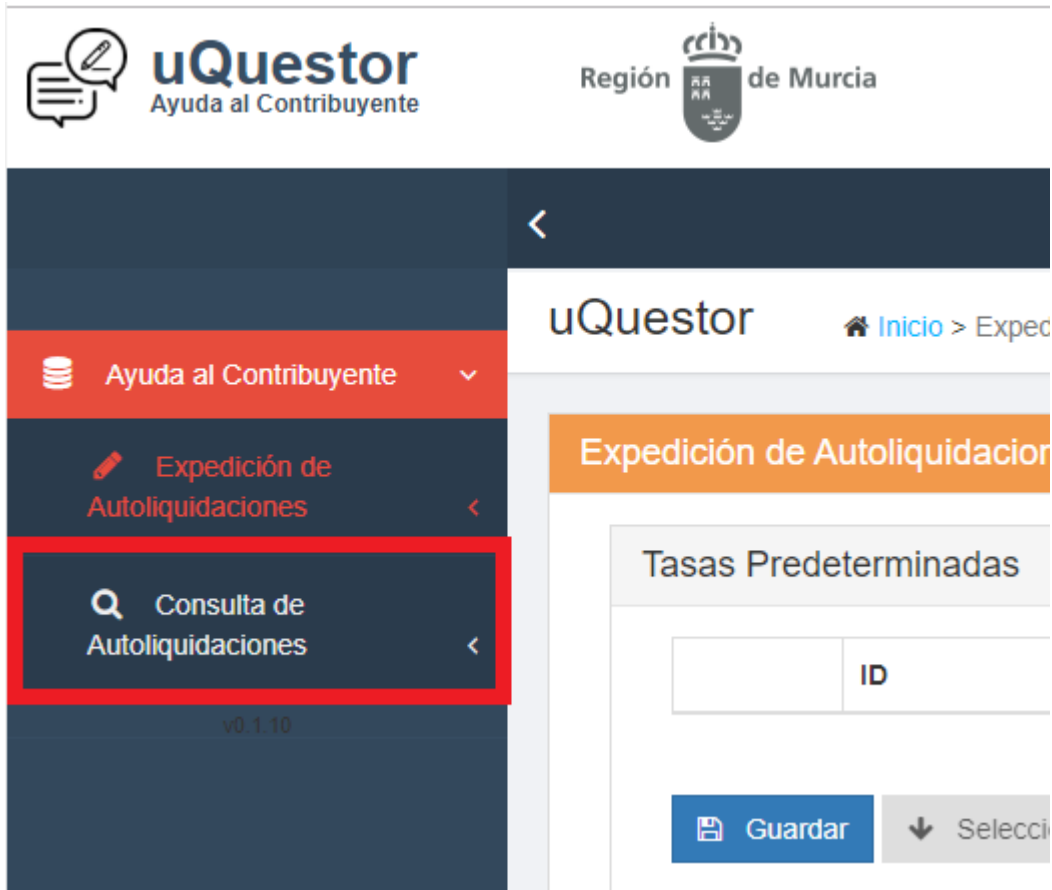 uQuestor
Ayuda al Contribuyente
Región de Murcia
uQuestor
Inicio > Exped
Ayuda al Contribuyente
Expedición de
Autoliquidaciones
Consulta de
Autoliquidaciones
v0.1.10
Expedición de Autoliquidacion
Tasas Predeterminadas
ID
Guardar
Selecci